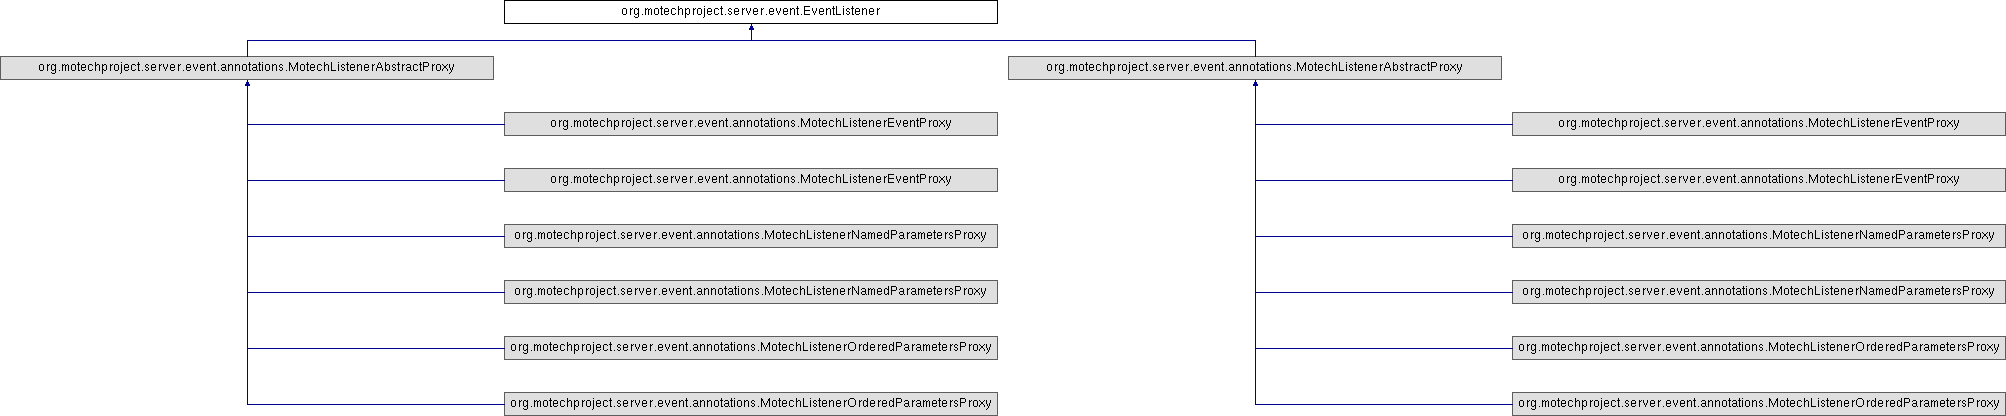 org.motechproject.server.event.EventListener
org.motechproject.server.event.annotations.MotechListenerAbstractProxy
org.motechproject.server.event.annotations.MotechListenerAbstractProxy
org.motechproject.server.event.annotations.MotechListenerEventProxy
org.motechproject.server.event.annotations.MotechListenerEventProxy
org.motechproject.server.event.annotations.MotechListenerEventProxy
org.motechproject.server.event.annotations.MotechListenerEventProxy
org.motechproject.server.event.annotations.MotechListenerNamedParametersProxy
org.motechproject.server.event.annotations.MotechListenerNamedParametersProxy
org.motechproject.server.event.annotations.MotechListenerNamedParametersProxy
org.motechproject.server.event.annotations.MotechListenerNamedParametersProxy
org.motechproject.server.event.annotations.MotechListenerOrderedParametersProxy
org.motechproject.server.event.annotations.MotechListenerOrderedParametersProxy
org.motechproject.server.event.annotations.MotechListenerOrderedParametersProxy
org.motechproject.server.event.annotations.MotechListenerOrderedParametersProxy